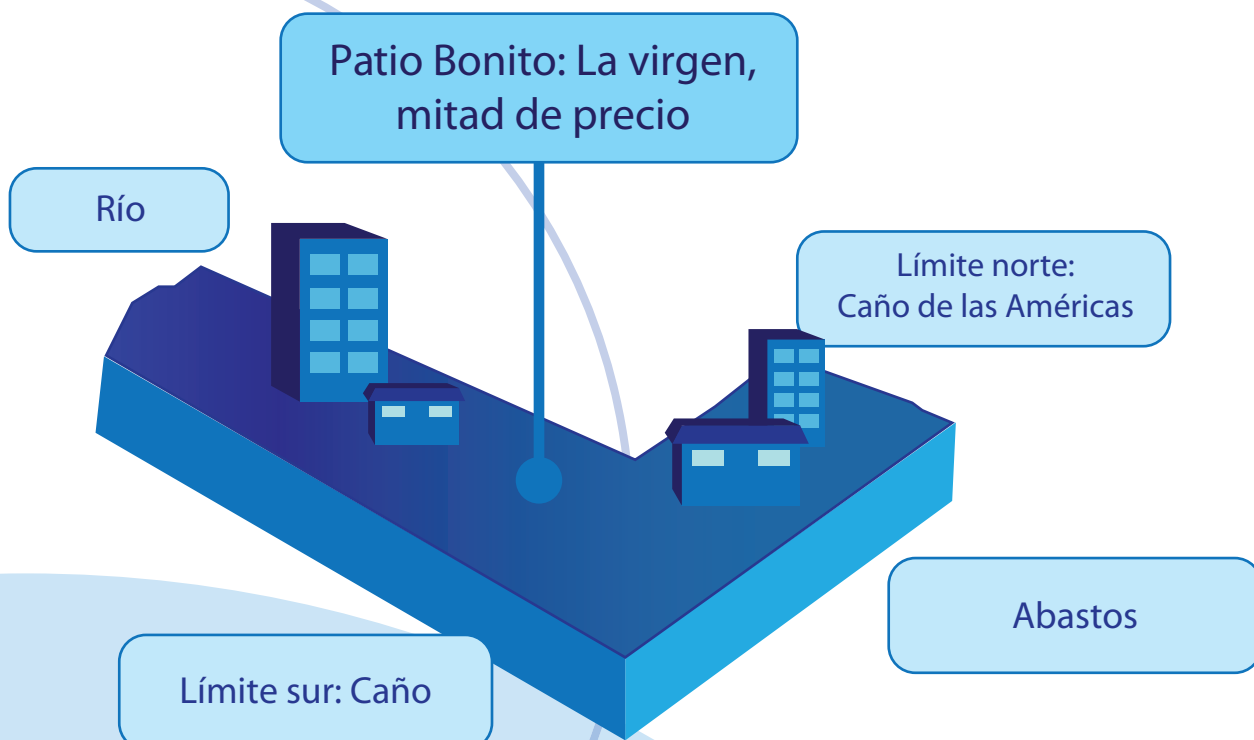 Patio Bonito: La virgen,
mitad de precio
Río
Límite norte:
Caño de las Américas
Abastos
Límite sur: Caño